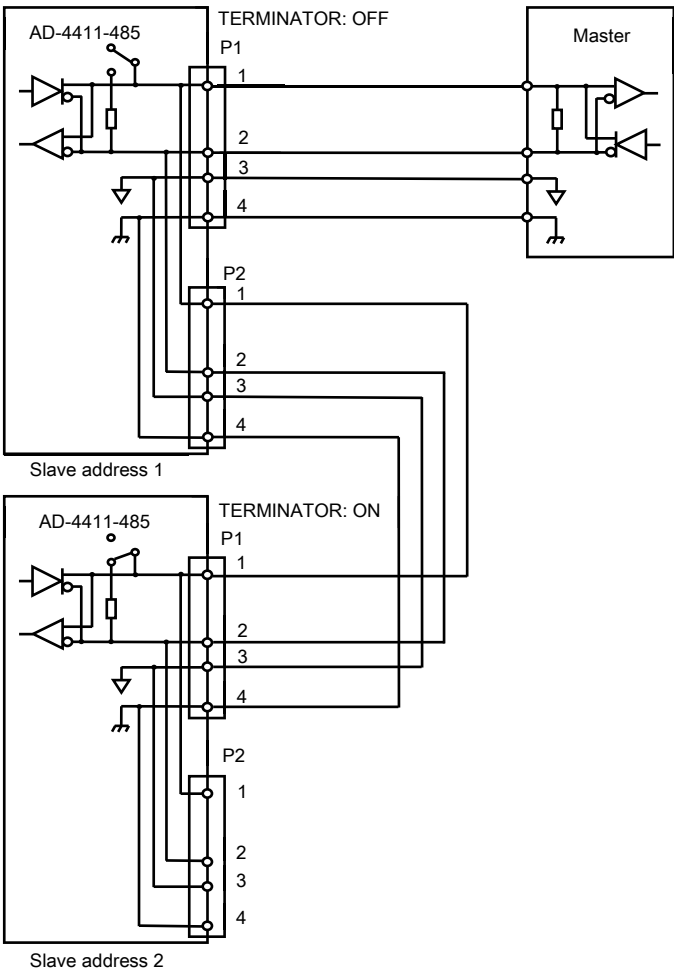 TERMINATOR: OFF
AD-4411-485
P1
Master
1
2
3
4
P2
1
2
3
4
Slave address 1
TERMINATOR: ON
AD-4411-485
P1
1
2
3
4
P2
1
2
3
4
Slave address 2